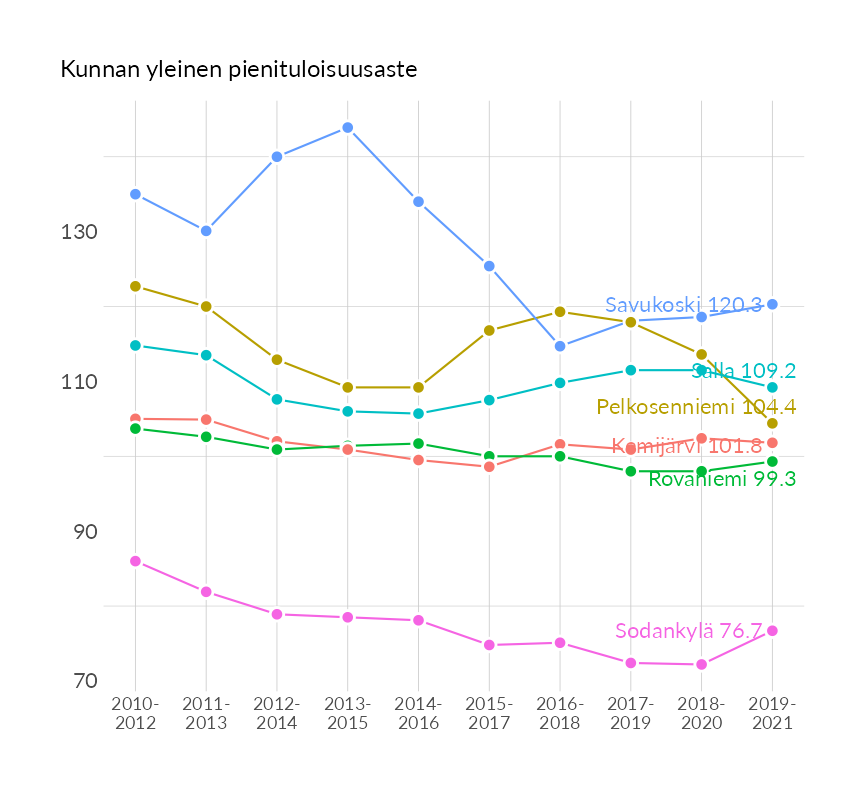 Kunnan yleinen pienituloisuusaste
130
110
90
70
Savukoski 120.3
Salla 109.2
Pelkosenniemi 104.4
Kemijärvi 101.8
Rovaniemi 99.3
Sodankylä 76.7
2010- 2011- 2012- 2013- 2014- 2015- 2016- 2017- 2018- 2019-
2012 2013 2014 2015 2016 2017 2018 2019 2020 2021